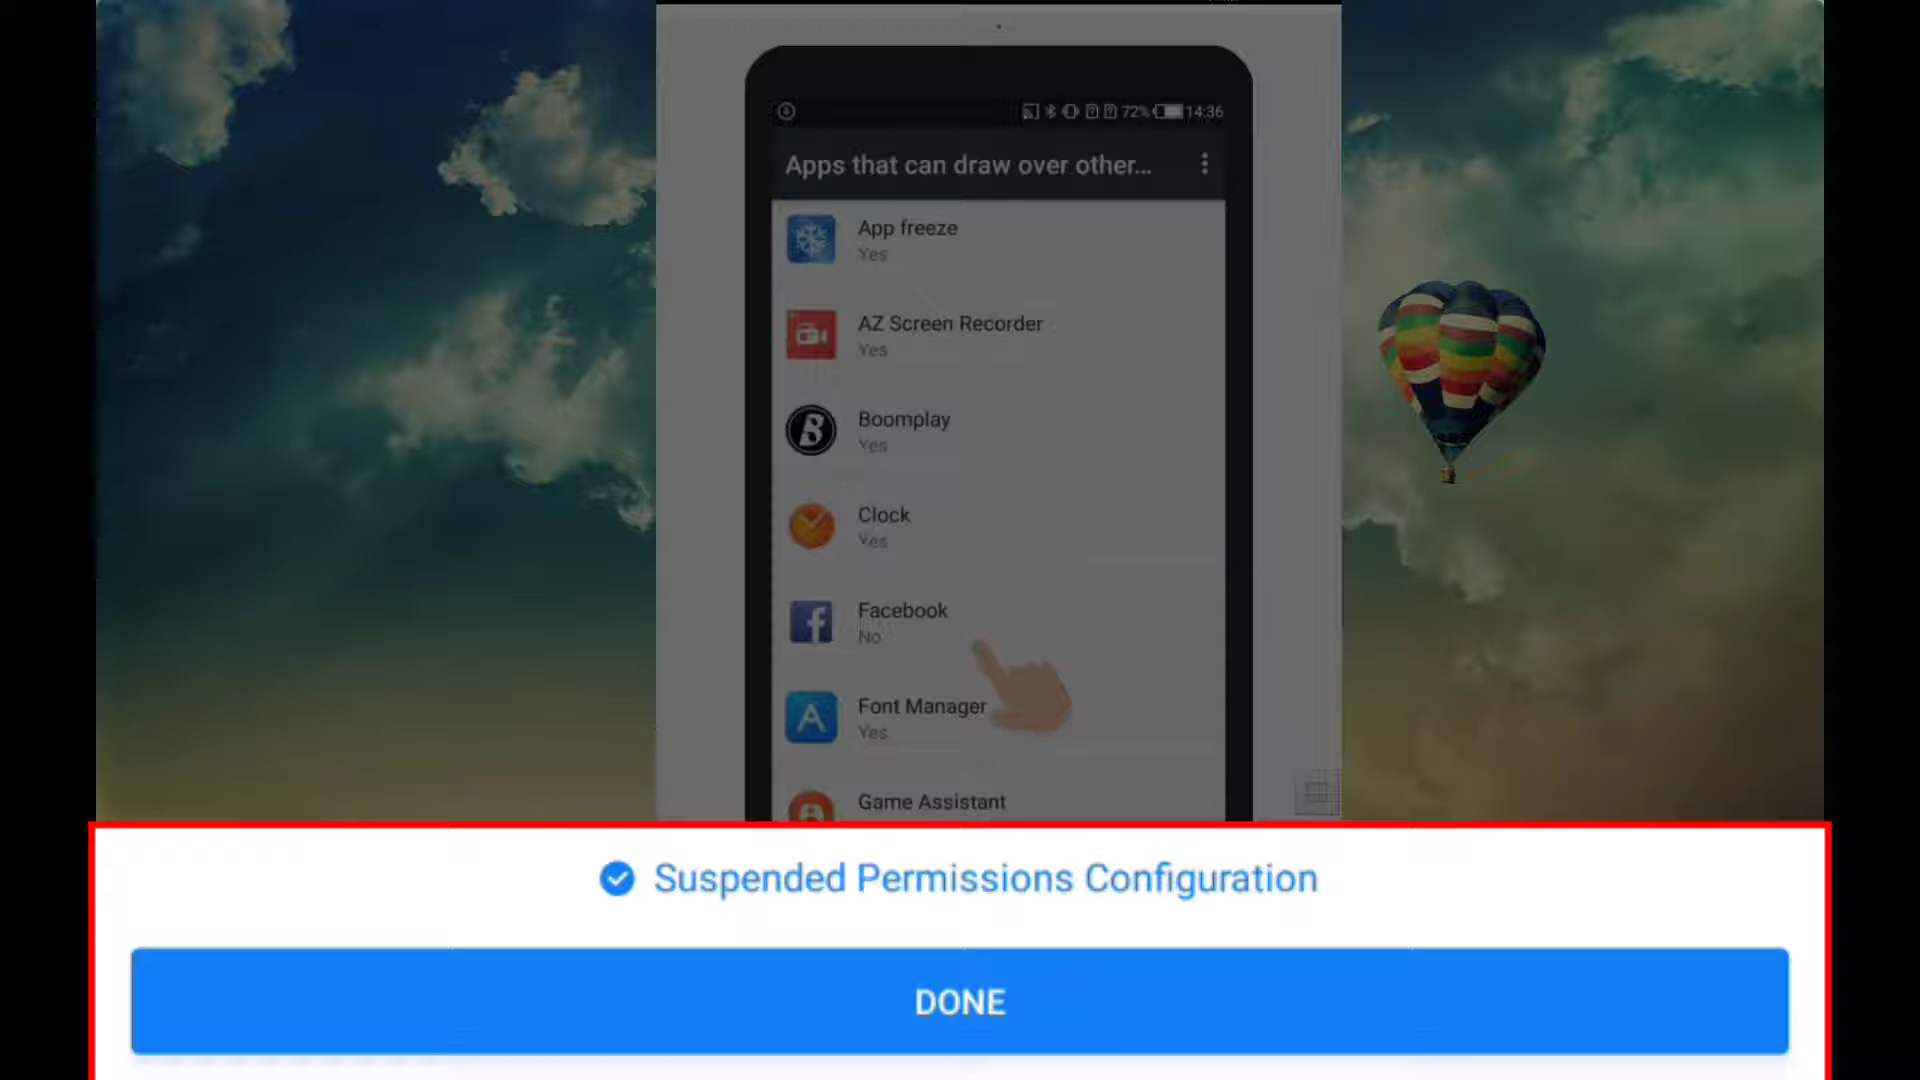 72% 14:36
Apps that can draw over other...
App freeze
Yes
AZ Screen Recorder
Yes
Boomplay
Yes
Clock
Yes
Facebook
No
Font Manager
Yes
Game Assistant
Suspended Permissions Configuration
DONE